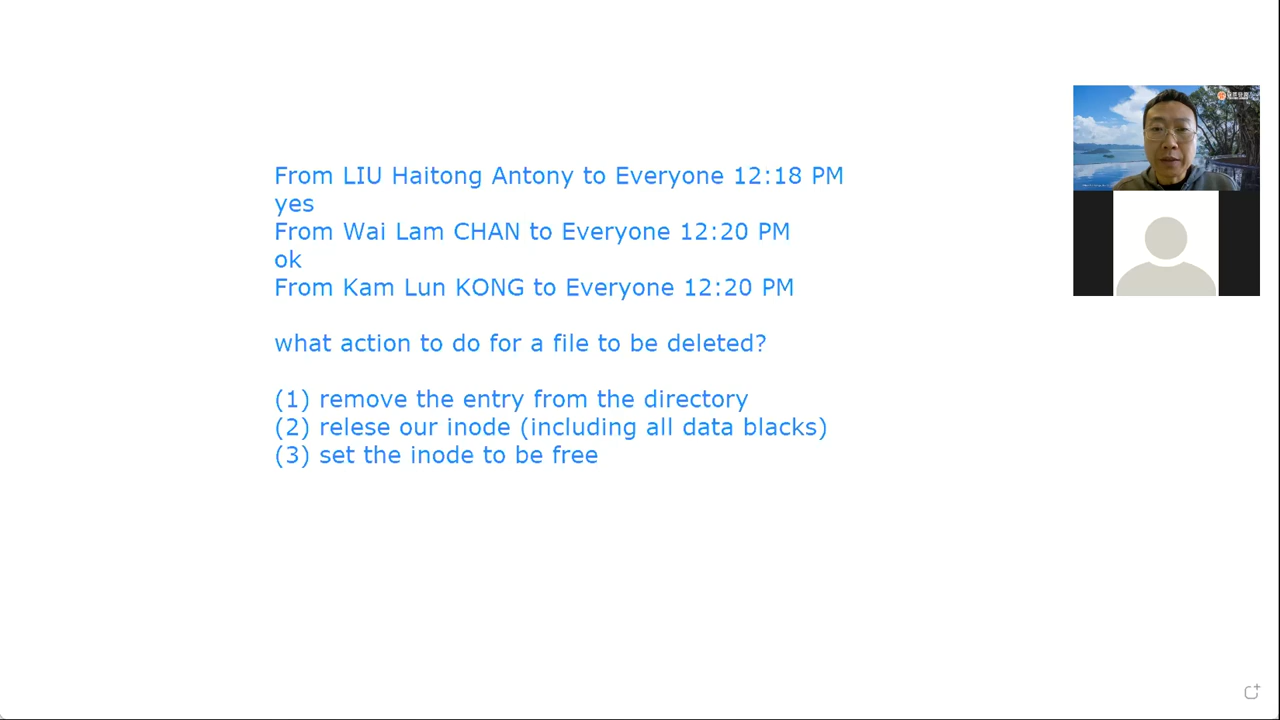 From LIU Haitong Antony to Everyone 12:18 PM
yes
From Wai Lam CHAN to Everyone 12:20 PM
ok
From Kam Lun KONG to Everyone 12:20 PM
what action to do for a file to be deleted?
(1) remove the entry from the directory
(2) relese our inode (including all data blacks)
(3) set the inode to be free